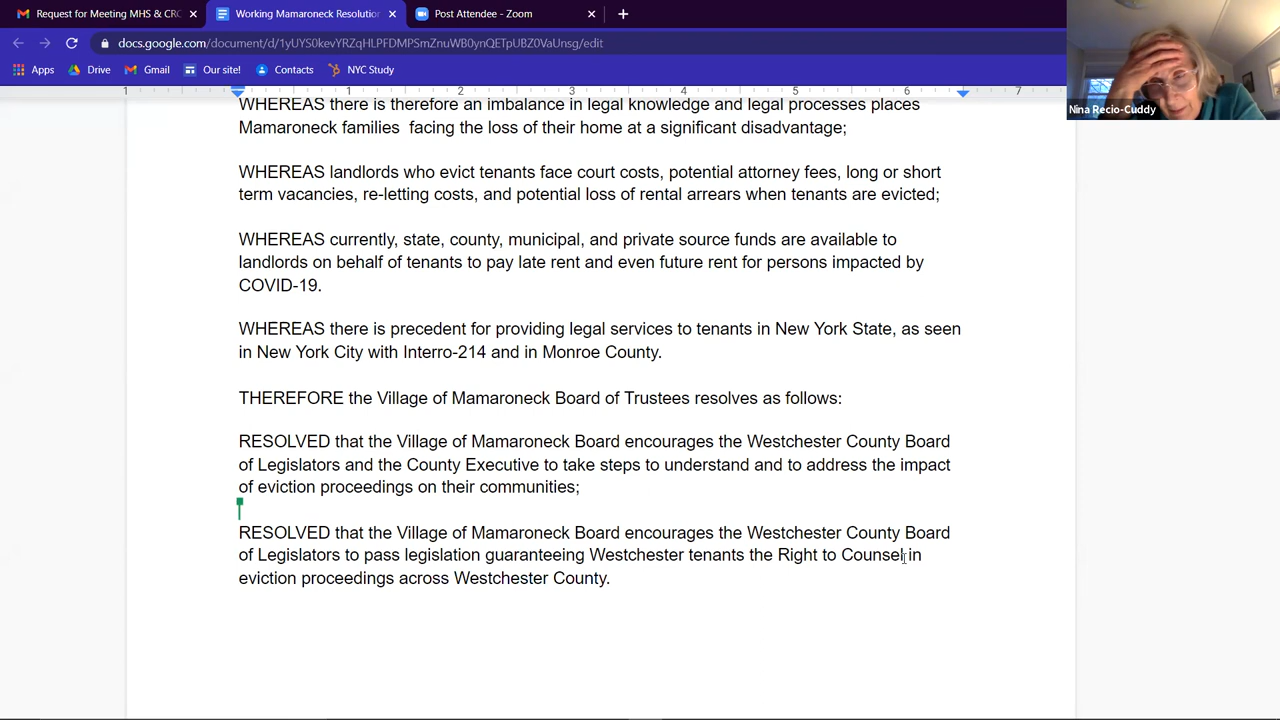 Request for Meeting MHS & CRC
Working Mamaroneck Resolution
Post Attendee - Zoom
docs.google.com/document/d/1yUYS0kevYRZqHLPFDMPSmZnuWB0ynQETpUBZ0VaUnsg/edit
Apps Drive Gmail Our site! Contacts NYC Study
Nina Recio-Cuddy
1 1 2 3 4 5 6 7
WHEREAS there is therefore an imbalance in legal knowledge and legal processes places
Mamaroneck families  facing the loss of their home at a significant disadvantage;
WHEREAS landlords who evict tenants face court costs, potential attorney fees, long or short
term vacancies, re-letting costs, and potential loss of rental arrears when tenants are evicted;
WHEREAS currently, state, county, municipal, and private source funds are available to
landlords on behalf of tenants to pay late rent and even future rent for persons impacted by
COVID-19.
WHEREAS there is precedent for providing legal services to tenants in New York State, as seen
in New York City with Interro-214 and in Monroe County.
THEREFORE the Village of Mamaroneck Board of Trustees resolves as follows:
RESOLVED that the Village of Mamaroneck Board encourages the Westchester County Board
of Legislators and the County Executive to take steps to understand and to address the impact
of eviction proceedings on their communities;
RESOLVED that the Village of Mamaroneck Board encourages the Westchester County Board
of Legislators to pass legislation guaranteeing Westchester tenants the Right to Counsel in
eviction proceedings across Westchester County.